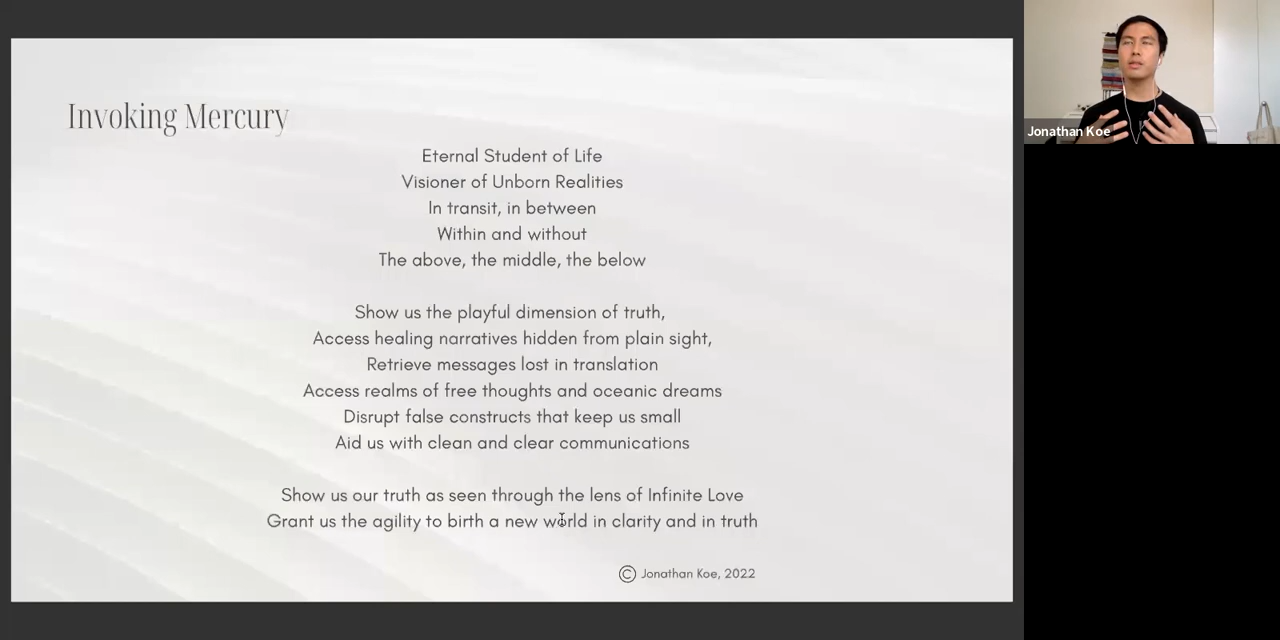 Invoking Mercury
Eternal Student of Life
Visioner of Unborn Realities
In transit, in between
Within and without
The above, the middle, the below
Show us the playful dimension of truth,
Access healing narratives hidden from plain sight,
Retrieve messages lost in translation
Access realms of free thoughts and oceanic dreams
Disrupt false constructs that keep us small
Aid us with clean and clear communications
Show us our truth as seen through the lens of Infinite Love
Grant us the agility to birth a new world in clarity and in truth
© Jonathan Koe, 2022
Jonathan Koe